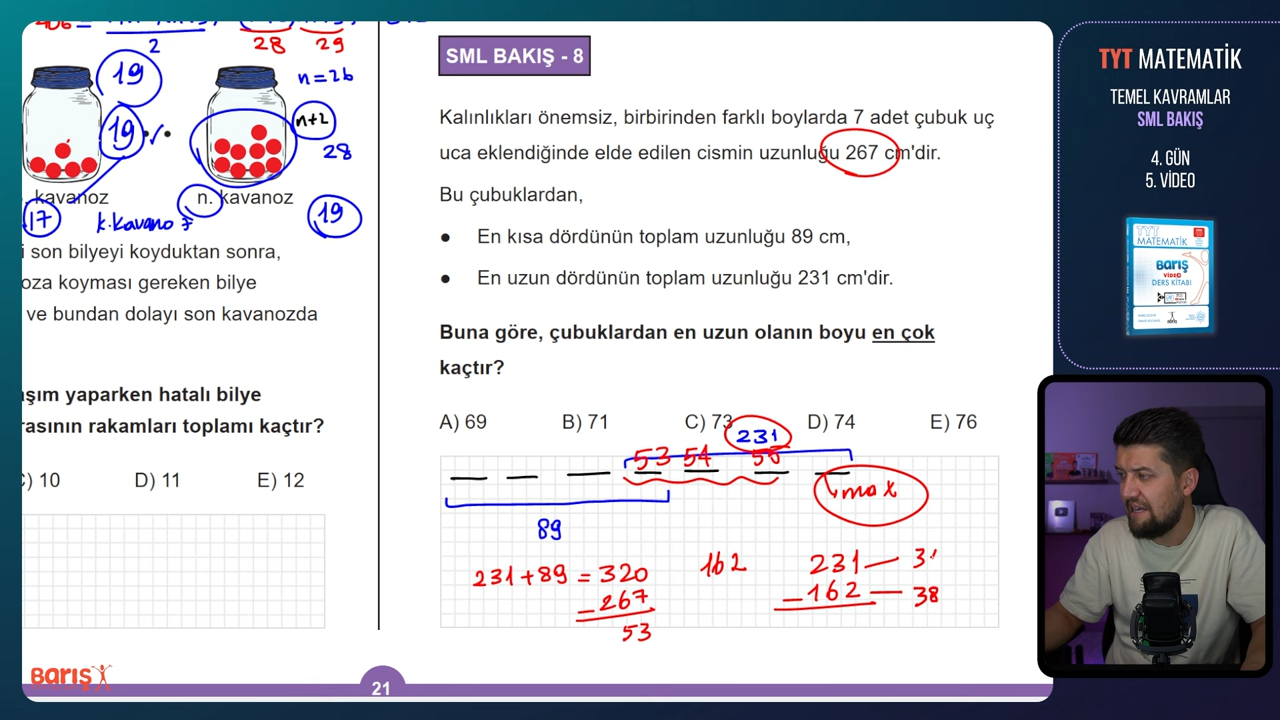 406 =
2
28
29
19
n=26
19
n+2
28
. kavanoz
n. kavanoz
17
k.kavanoz
19
i son bilyeyi koyduktan sonra,
oza koyması gereken bilye
ve bundan dolayı son kavanozda
aşım yaparken hatalı bilye
rasının rakamları toplamı kaçtır?
) 10
D) 11
E) 12
SML BAKIŞ - 8
Kalınlıkları önemsiz, birbirinden farklı boylarda 7 adet çubuk uç
uca eklendiğinde elde edilen cismin uzunluğu 267 cm'dir.
Bu çubuklardan,
● En kısa dördünün toplam uzunluğu 89 cm,
● En uzun dördünün toplam uzunluğu 231 cm'dir.
Buna göre, çubuklardan en uzun olanın boyu en çok
kaçtır?
A) 69 B) 71 C) 73 D) 74 E) 76
231
53 54 55
max
89
231+89 = 320
- 267
53
162
231 — 3
- 162 — 38
BARIŞ
21
TYT MATEMATİK
TEMEL KAVRAMLAR
SML BAKIŞ
4. GÜN
5. VİDEO
TYT
MATEMATİK
BARIŞ
VİDEO
DERS KİTABI